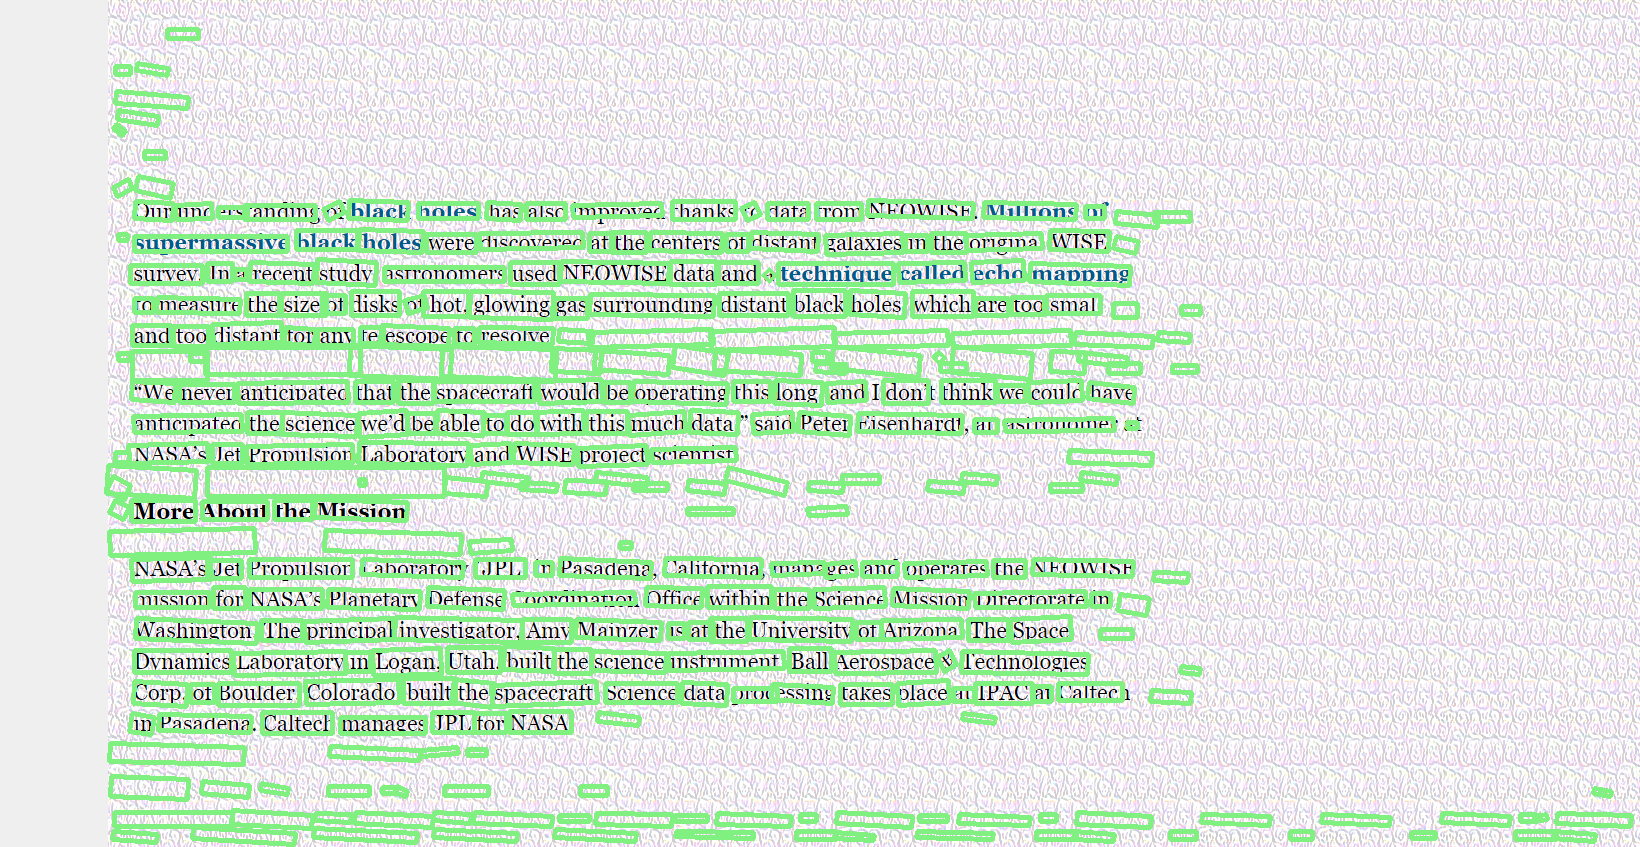 Our understanding of black holes has also improved thanks to data from NEOWISE. Millions of
supermassive black holes were discovered at the centers of distant galaxies in the original WISE
survey. In a recent study, astronomers used NEOWISE data and a technique called echo mapping
to measure the size of disks of hot, glowing gas surrounding distant black holes, which are too small
and too distant for any telescope to resolve.
“We never anticipated that the spacecraft would be operating this long, and I don’t think we could have
anticipated the science we’d be able to do with this much data,” said Peter Eisenhardt, an astronomer at
NASA’s Jet Propulsion Laboratory and WISE project scientist.
More About the Mission
NASA’s Jet Propulsion Laboratory (JPL) in Pasadena, California, manages and operates the NEOWISE
mission for NASA’s Planetary Defense Coordination Office within the Science Mission Directorate in
Washington. The principal investigator, Amy Mainzer, is at the University of Arizona. The Space
Dynamics Laboratory in Logan, Utah, built the science instrument. Ball Aerospace & Technologies
Corp. of Boulder, Colorado, built the spacecraft. Science data processing takes place at IPAC at Caltech
in Pasadena. Caltech manages JPL for NASA.